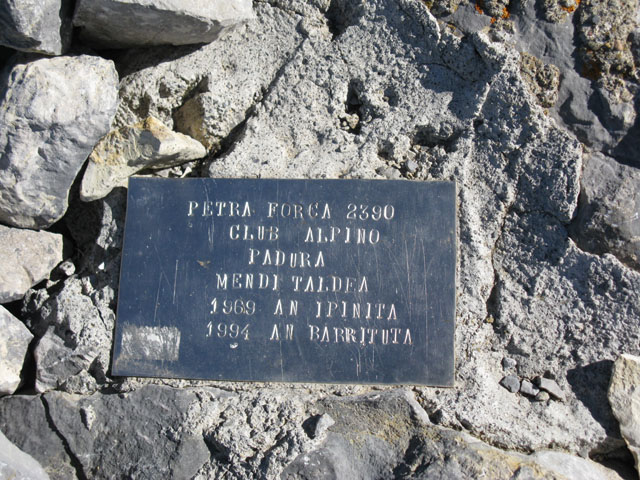 PETRA FORCA 2390
CLUB ALPINO
PADURA
MENDI TALDEA
1969 AN IPINITA
1994 AN BARRITUTA